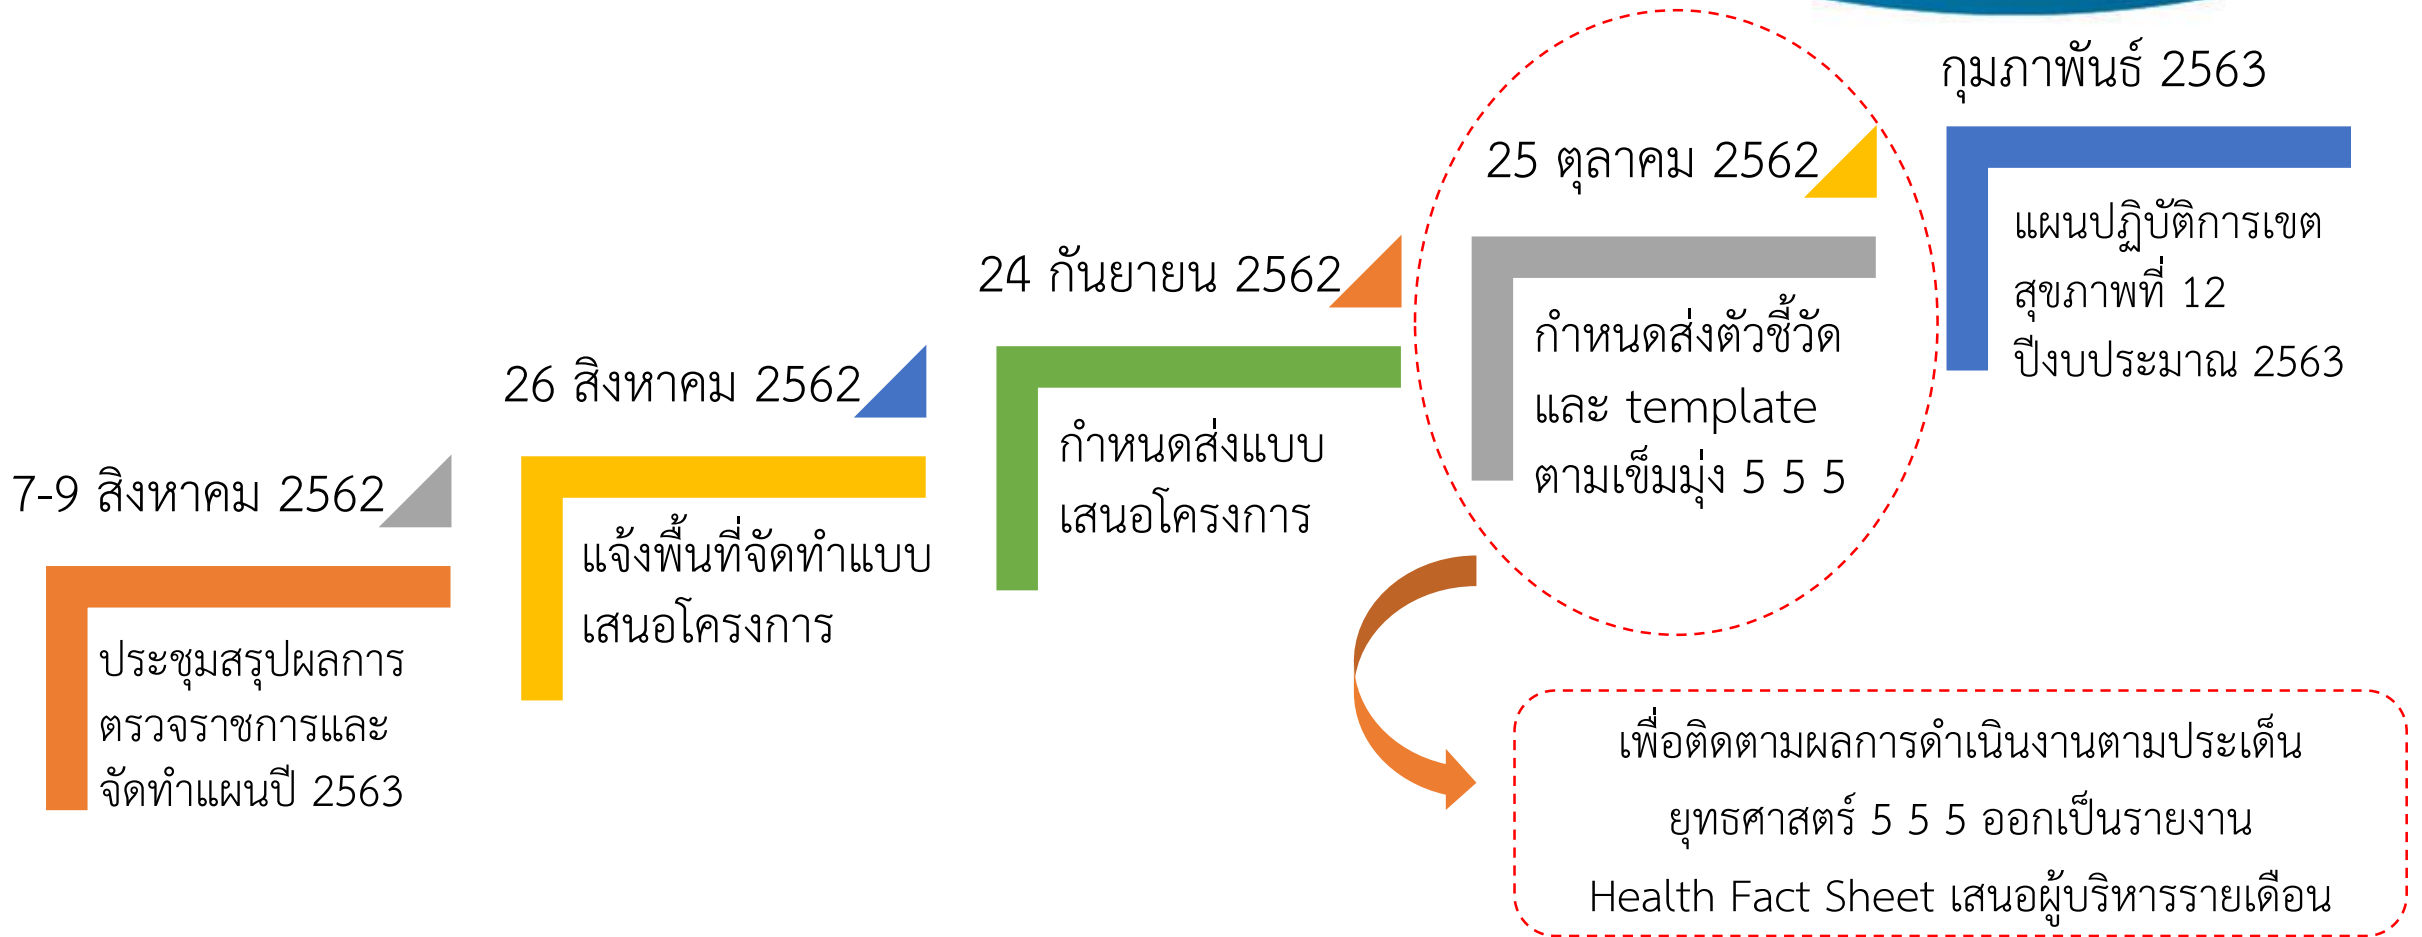 7-9 สิงหาคม 2562
ประชุมสรุปผลการ
ตรวจราชการและ
จัดทำแผนปี 2563
26 สิงหาคม 2562
แจ้งพื้นที่จัดทำแบบ
เสนอโครงการ
24 กันยายน 2562
กำหนดส่งแบบ
เสนอโครงการ
25 ตุลาคม 2562
กำหนดส่งตัวชี้วัด
และ template
ตามเข็มมุ่ง 5 5 5
กุมภาพันธ์ 2563
แผนปฏิบัติการเขต
สุขภาพที่ 12
ปีงบประมาณ 2563
เพื่อติดตามผลการดำเนินงานตามประเด็น
ยุทธศาสตร์ 5 5 5 ออกเป็นรายงาน
Health Fact Sheet เสนอผู้บริหารรายเดือน